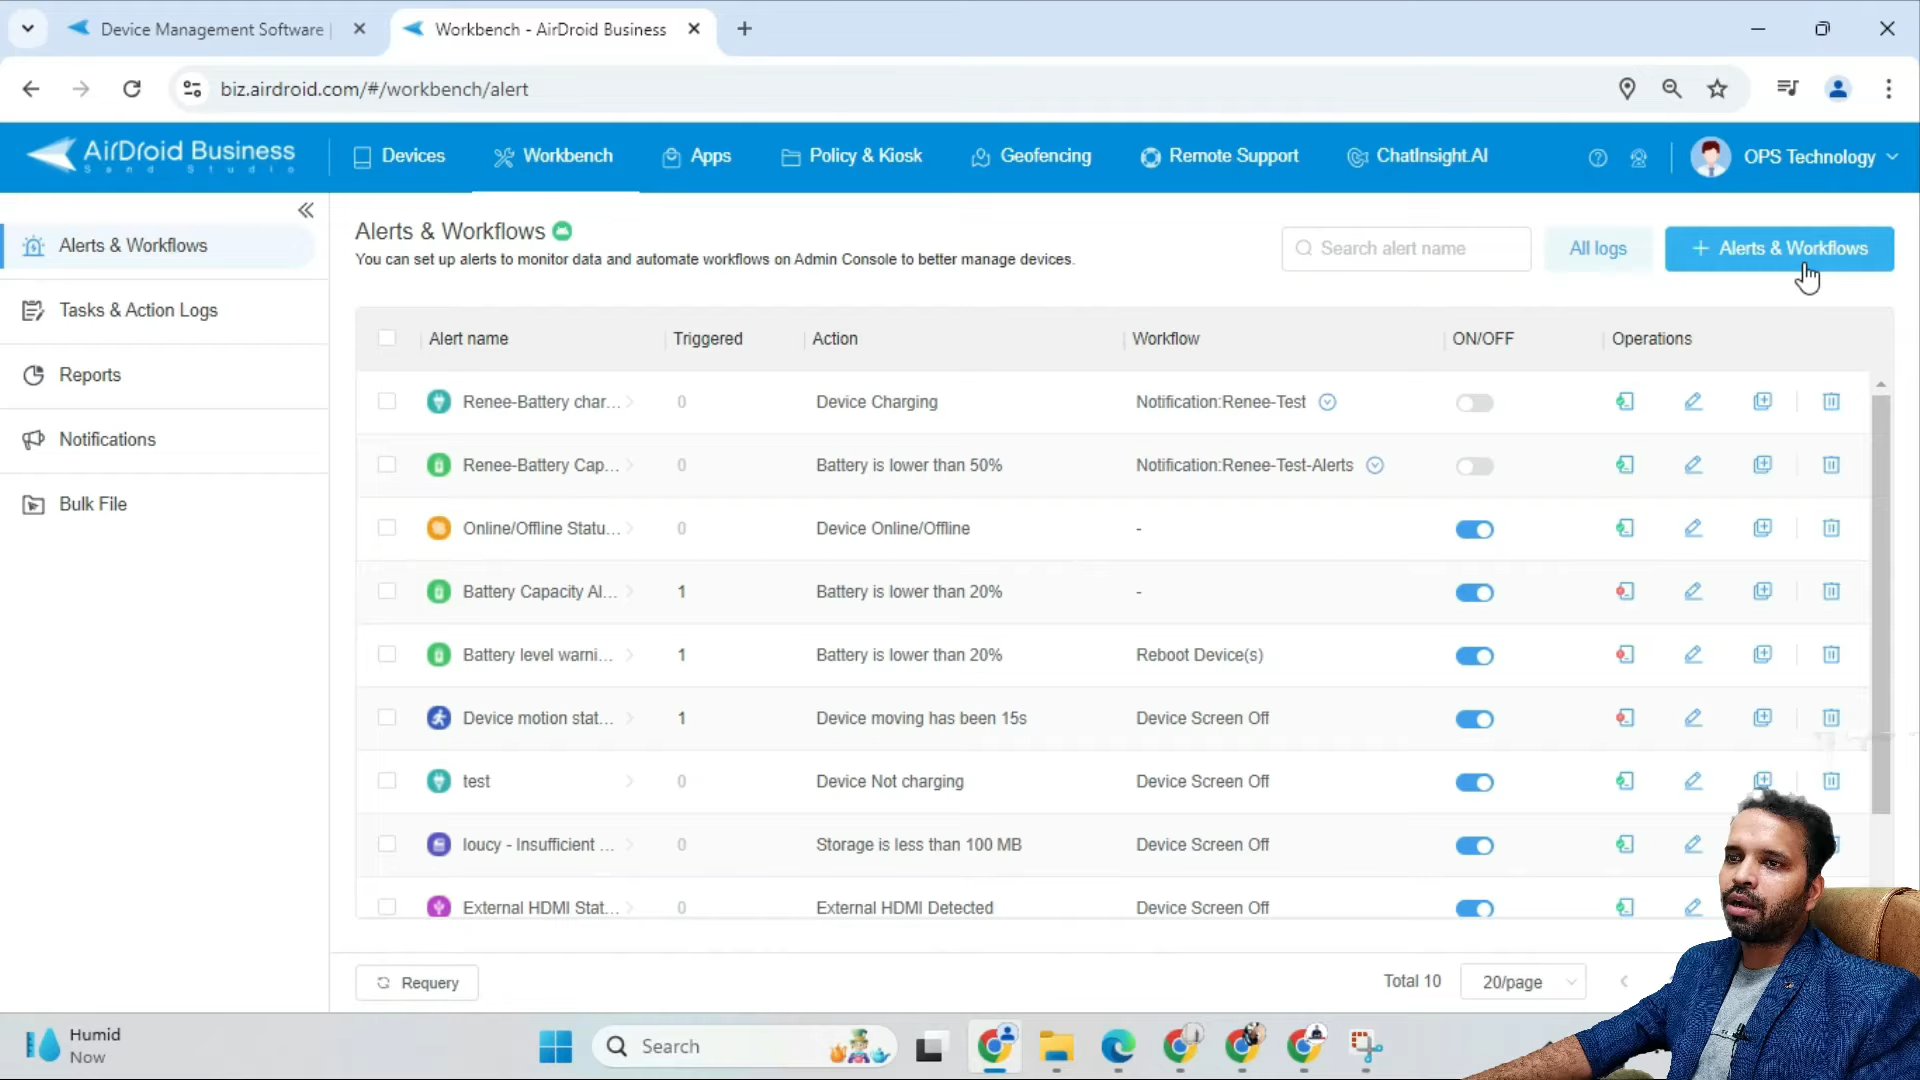 Device Management Software
Workbench - AirDroid Business
biz.airdroid.com/#/workbench/alert
AirDroid Business
Sand Studio
Devices
Workbench
Apps
Policy & Kiosk
Geofencing
Remote Support
ChatInsight.AI
OPS Technology
Alerts & Workflows
Tasks & Action Logs
Reports
Notifications
Bulk File
Alerts & Workflows
You can set up alerts to monitor data and automate workflows on Admin Console to better manage devices.
Search alert name
All logs
+ Alerts & Workflows
Alert name Triggered Action Workflow ON/OFF Operations
Renee-Battery char... 0 Device Charging Notification:Renee-Test
Renee-Battery Cap... 0 Battery is lower than 50% Notification:Renee-Test-Alerts
Online/Offline Statu... 0 Device Online/Offline -
Battery Capacity Al... 1 Battery is lower than 20% -
Battery level warni... 1 Battery is lower than 20% Reboot Device(s)
Device motion stat... 1 Device moving has been 15s Device Screen Off
test 0 Device Not charging Device Screen Off
loucy - Insufficient ... 0 Storage is less than 100 MB Device Screen Off
External HDMI Stat... 0 External HDMI Detected Device Screen Off
Requery
Total 10
20/page
Humid
Now
Search